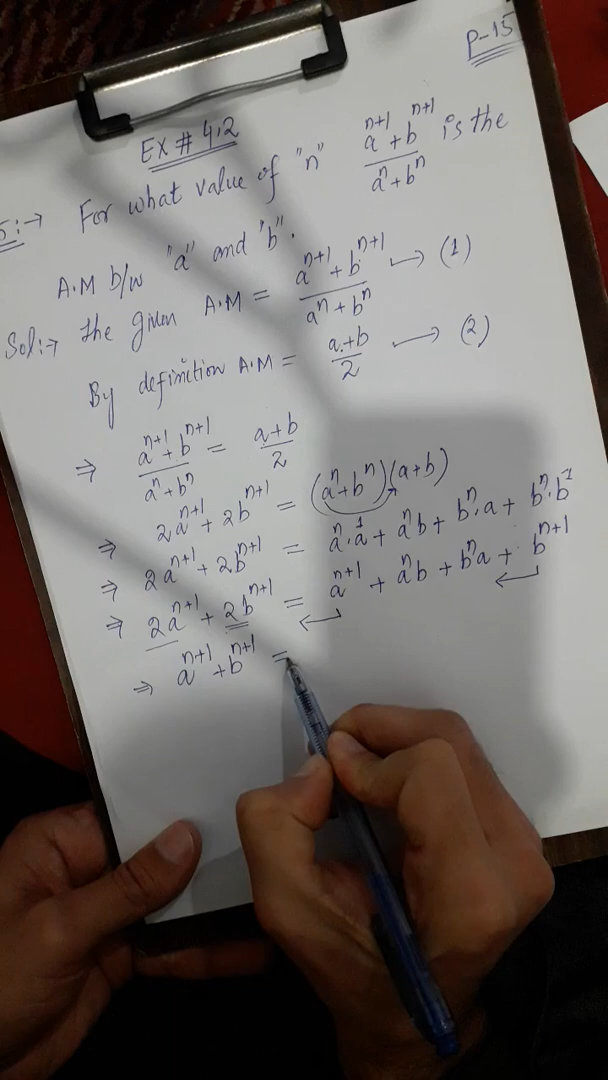 P-15
EX # 4.2
5:→ For what value of "n" (a^(n+1) + b^(n+1))/(a^n + b^n) is the
A.M b/w "a" and "b".
Sol:→ the given A.M = (a^(n+1) + b^(n+1))/(a^n + b^n) → (1)
By definition A.M = (a+b)/2 → (2)
⇒ (a^(n+1) + b^(n+1))/(a^n + b^n) = (a+b)/2
⇒ 2a^(n+1) + 2b^(n+1) = (a^n + b^n)(a+b)
⇒ 2a^(n+1) + 2b^(n+1) = a^n.a^1 + a^n b + b^n.a + b^n.b^1
⇒ 2a^(n+1) + 2b^(n+1) = a^(n+1) + a^n b + b^n a + b^(n+1)
⇒ a^(n+1) + b^(n+1) =